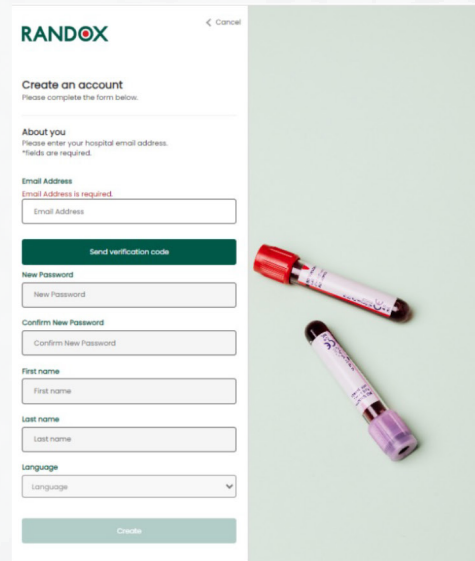 RANDOX
Cancel
Create an account
Please complete the form below.
About you
Please enter your hospital email address.
*fields are required.
Email Address
Email Address is required.
Email Address
Send verification code
New Password
New Password
Confirm New Password
Confirm New Password
First name
First name
Last name
Last name
Language
Language
Create